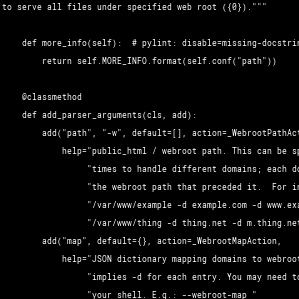 to serve all files under specified web root ({0})."""
def more_info(self):  # pylint: disable=missing-docstrin
return self.MORE_INFO.format(self.conf("path"))
@classmethod
def add_parser_arguments(cls, add):
add("path", "-w", default=[], action=_WebrootPathAct
help="public_html / webroot path. This can be sp
"times to handle different domains; each do
"the webroot path that preceded it.  For in
"/var/www/example -d example.com -d www.exa
"/var/www/thing -d thing.net -d m.thing.net
add("map", default={}, action=_WebrootMapAction,
help="JSON dictionary mapping domains to webroot
"implies -d for each entry. You may need to
"your shell. E.g.: --webroot-map "